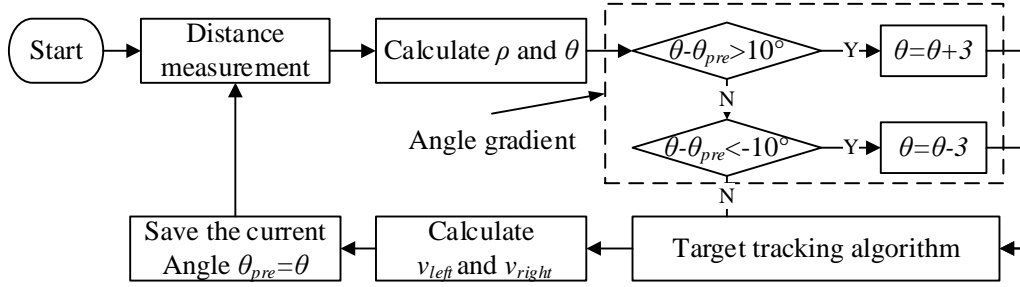 Start
Distance
measurement
Calculate ρ and θ
θ-θpre>10°
Y
θ=θ+3
N
Angle gradient
θ-θpre<-10°
Y
θ=θ-3
N
Save the current
Angle θpre=θ
Calculate
vleft and vright
Target tracking algorithm